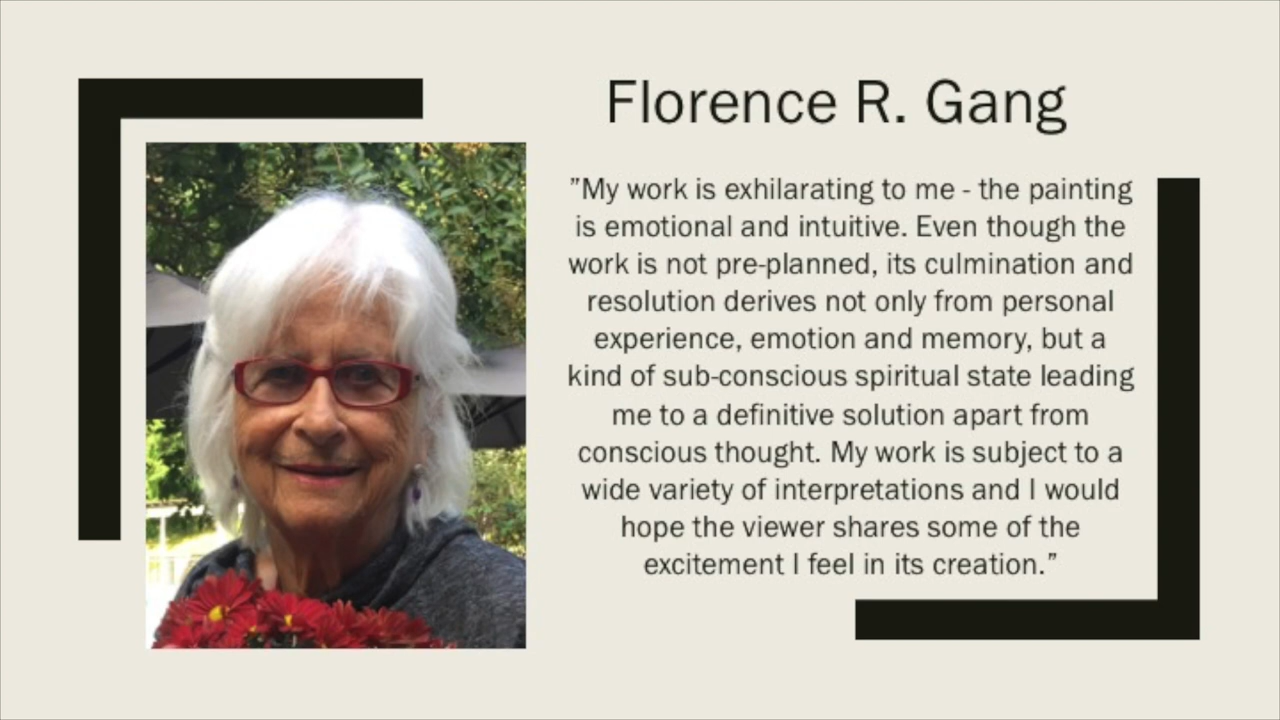 Florence R. Gang
”My work is exhilarating to me - the painting
is emotional and intuitive. Even though the
work is not pre-planned, its culmination and
resolution derives not only from personal
experience, emotion and memory, but a
kind of sub-conscious spiritual state leading
me to a definitive solution apart from
conscious thought. My work is subject to a
wide variety of interpretations and I would
hope the viewer shares some of the
excitement I feel in its creation.”